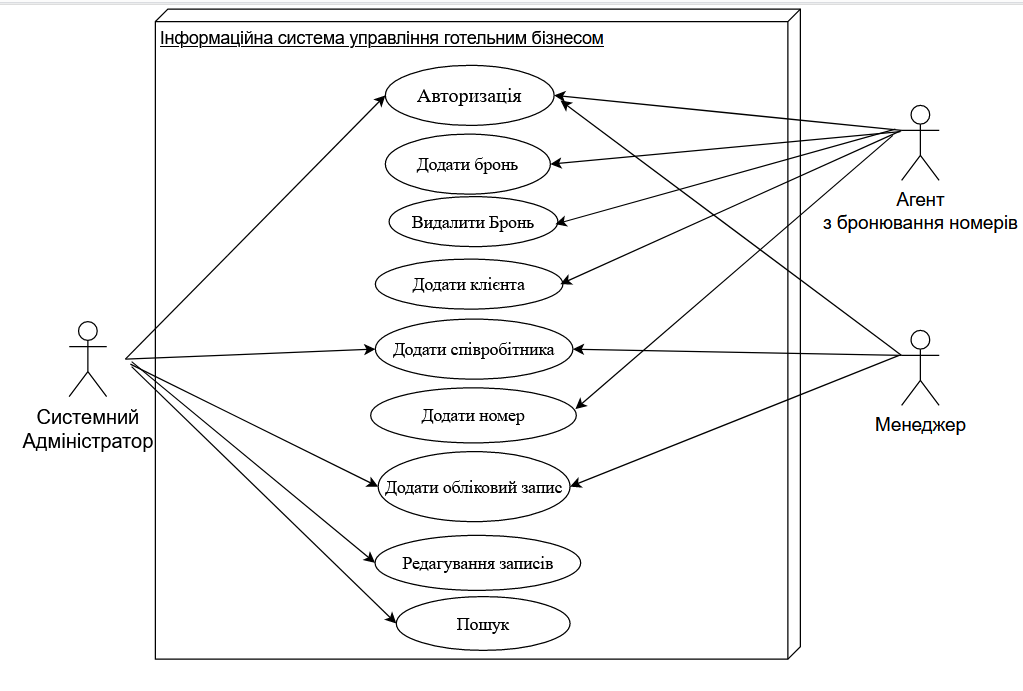 Інформаційна система управління готельним бізнесом
Авторизація
Додати бронь
Видалити Бронь
Додати клієнта
Додати співробітника
Додати номер
Додати обліковий запис
Редагування записів
Пошук
Системний
Адміністратор
Агент
з бронювання номерів
Менеджер